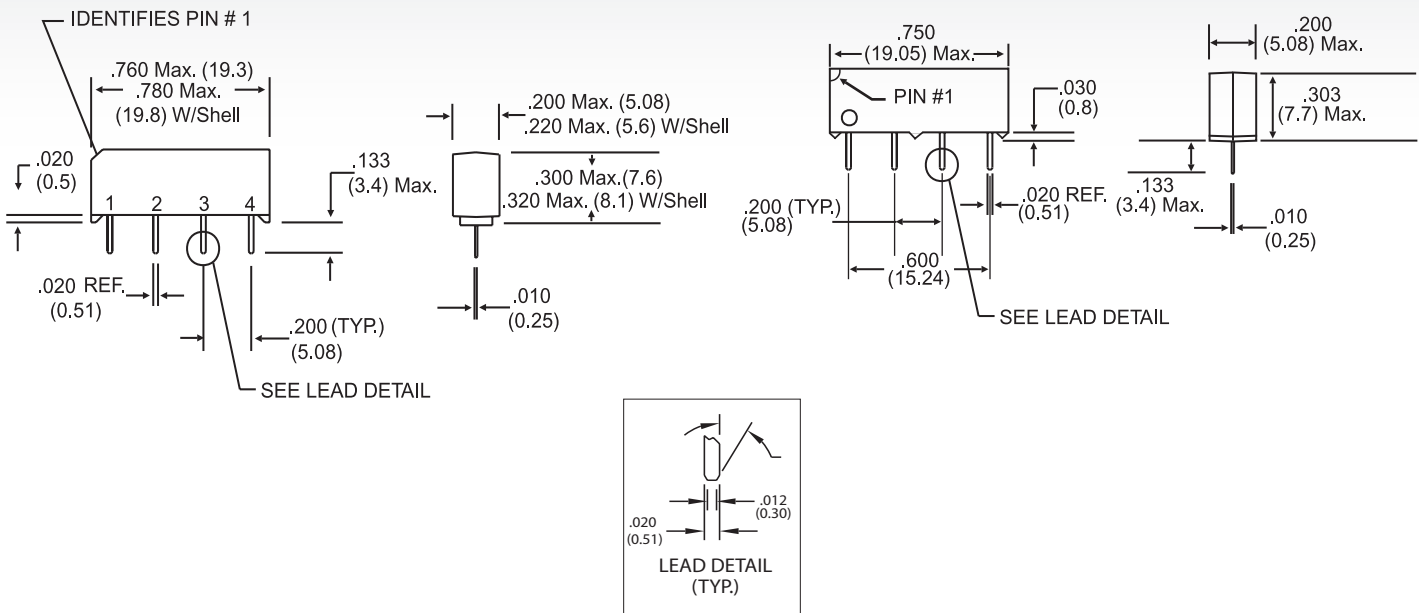 IDENTIFIES PIN # 1
.760 Max. (19.3)
.780 Max.
(19.8) W/Shell
.020
(0.5)
1 2 3 4
.133
(3.4) Max.
.020 REF.
(0.51)
.200 (TYP.)
(5.08)
SEE LEAD DETAIL
.200 Max. (5.08)
.220 Max. (5.6) W/Shell
.300 Max.(7.6)
.320 Max. (8.1) W/Shell
.010
(0.25)
.750
(19.05) Max.
PIN #1
.030
(0.8)
.200 (TYP.)
(5.08)
.020 REF.
(0.51)
.600
(15.24)
SEE LEAD DETAIL
.200
(5.08) Max.
.303
(7.7) Max.
.133
(3.4) Max.
.010
(0.25)
.012
(0.30)
.020
(0.51)
LEAD DETAIL
(TYP.)